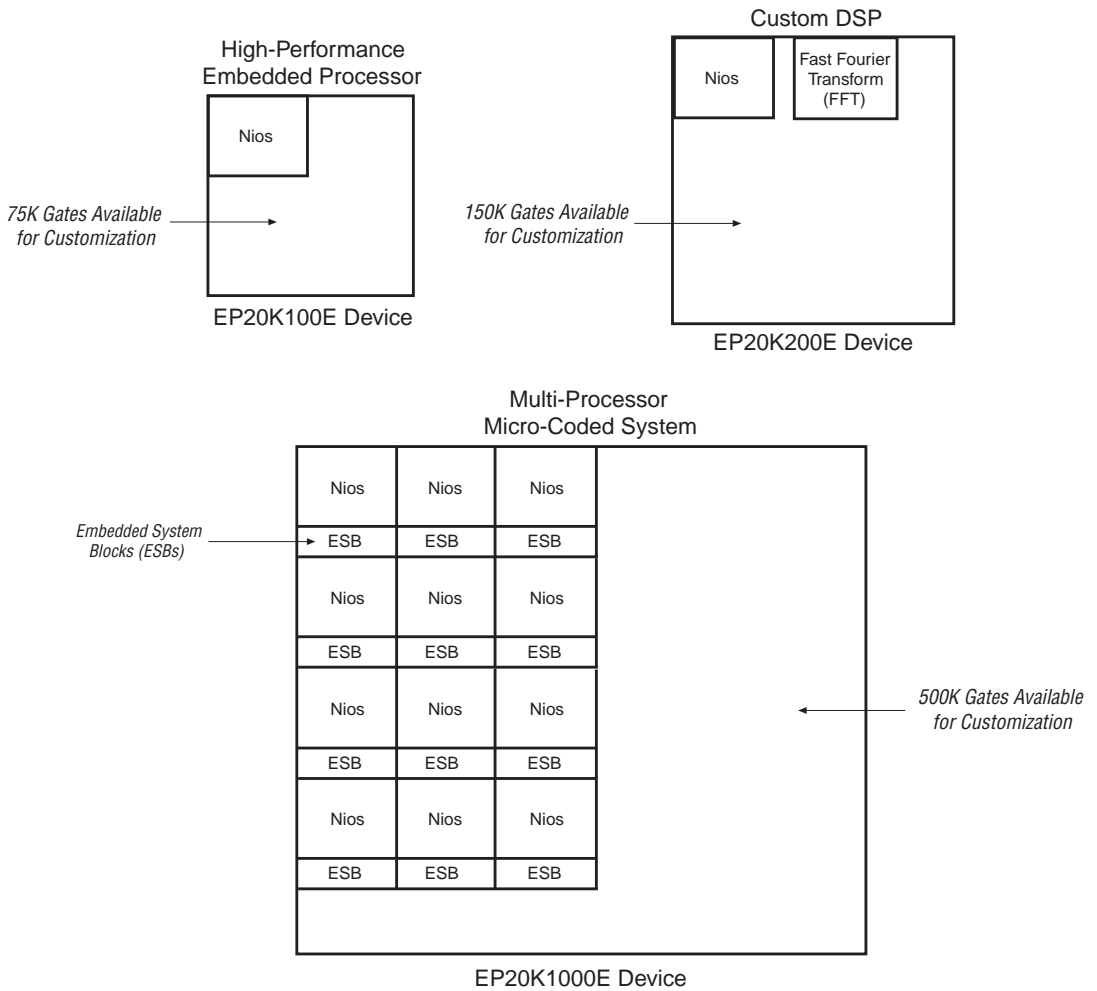 High-Performance
Embedded Processor
Nios
75K Gates Available
for Customization
EP20K100E Device
Custom DSP
Nios
Fast Fourier
Transform
(FFT)
150K Gates Available
for Customization
EP20K200E Device
Multi-Processor
Micro-Coded System
Nios Nios Nios
Embedded System
Blocks (ESBs)
ESB ESB ESB
Nios Nios Nios
ESB ESB ESB
Nios Nios Nios
500K Gates Available
for Customization
ESB ESB ESB
Nios Nios Nios
ESB ESB ESB
EP20K1000E Device